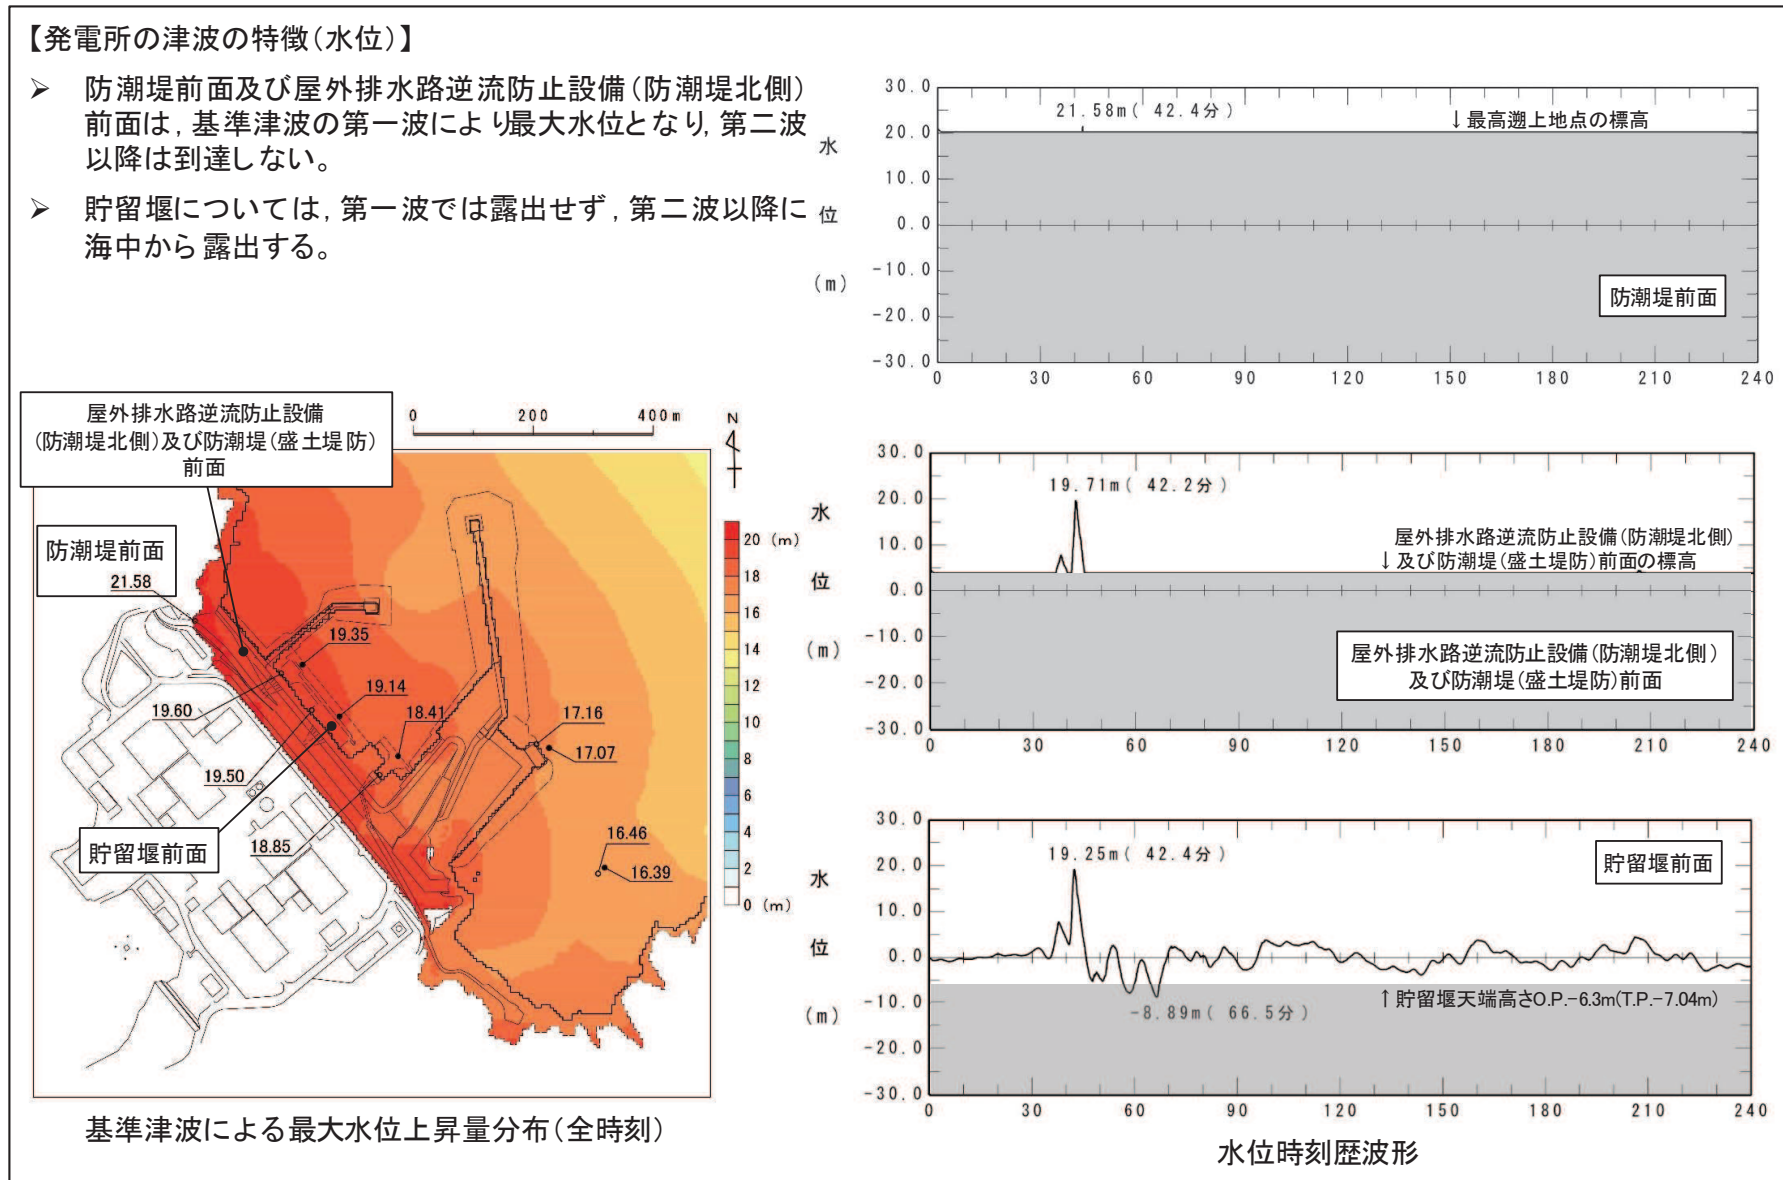 【発電所の津波の特徴(水位)】
➢ 防潮堤前面及び屋外排水路逆流防止設備(防潮堤北側)
前面は，基準津波の第一波により最大水位となり，第二波
以降は到達しない。
➢ 貯留堰については，第一波では露出せず，第二波以降に
海中から露出する。
屋外排水路逆流防止設備
(防潮堤北側)及び防潮堤(盛土堤防)
前面
0 200 400m
N
防潮堤前面
21.58
19.35
19.14
19.60
18.41
17.16
17.07
19.50
貯留堰前面
18.85
16.46
16.39
20 (m)
18
16
14
12
10
8
6
4
2
0 (m)
基準津波による最大水位上昇量分布(全時刻)
水位(m)
30.0
20.0
10.0
0.0
-10.0
-20.0
-30.0
21.58m( 42.4分)
↓最高遡上地点の標高
防潮堤前面
0 30 60 90 120 150 180 210 240
水位(m)
30.0
20.0
10.0
0.0
-10.0
-20.0
-30.0
19.71m( 42.2分)
屋外排水路逆流防止設備(防潮堤北側)
↓及び防潮堤(盛土堤防)前面の標高
屋外排水路逆流防止設備(防潮堤北側)
及び防潮堤(盛土堤防)前面
0 30 60 90 120 150 180 210 240
水位(m)
30.0
20.0
10.0
0.0
-10.0
-20.0
-30.0
19.25m( 42.4分)
貯留堰前面
↑貯留堰天端高さO.P.-6.3m(T.P.-7.04m)
-8.89m( 66.5分)
0 30 60 90 120 150 180 210 240
水位時刻歴波形